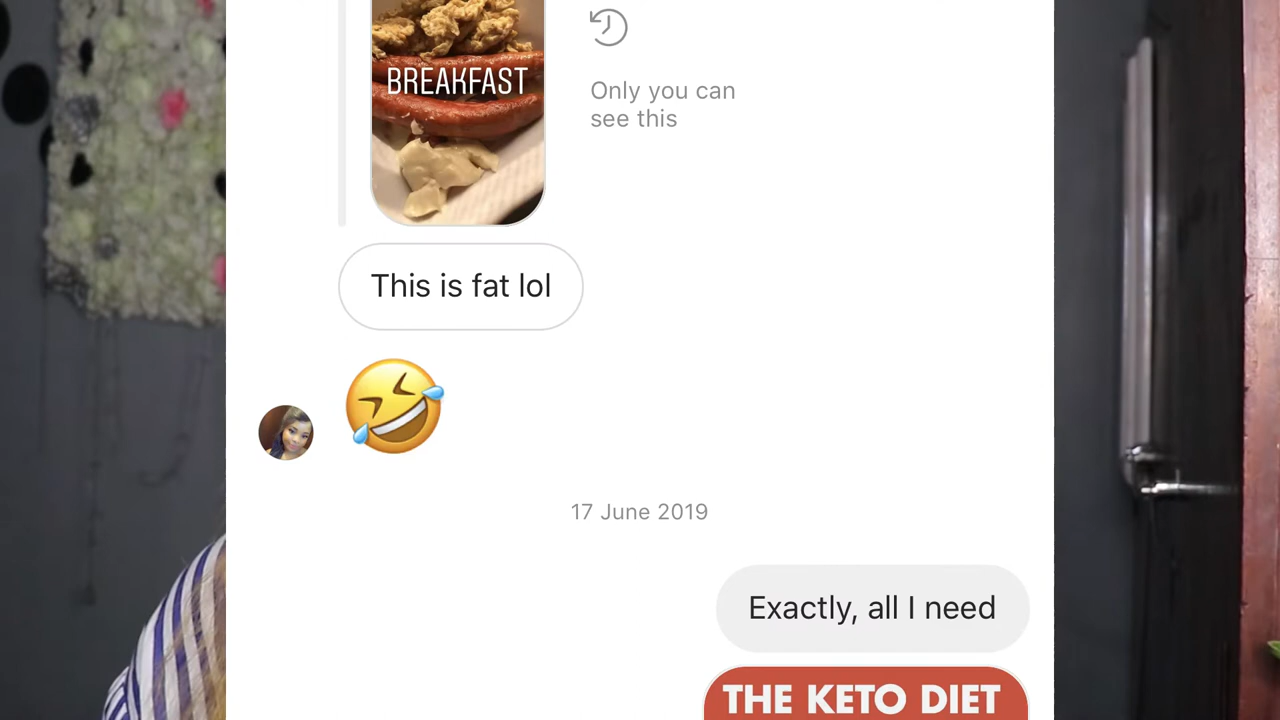 BREAKFAST
Only you can
see this
This is fat lol
17 June 2019
Exactly, all I need
THE KETO DIET